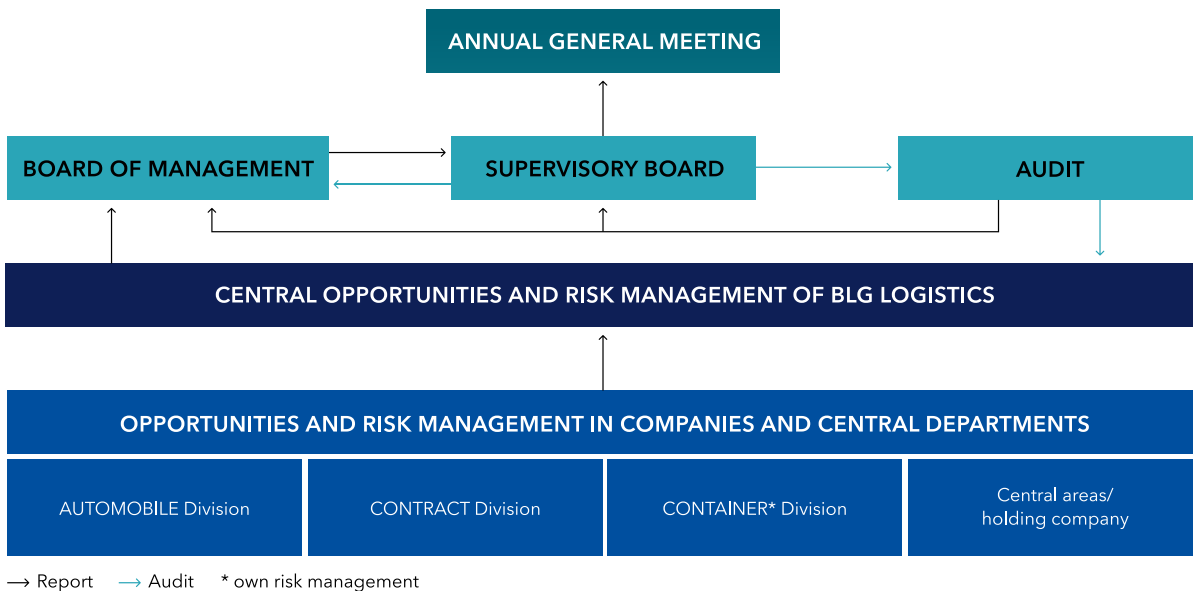 ANNUAL GENERAL MEETING
BOARD OF MANAGEMENT
SUPERVISORY BOARD
AUDIT
CENTRAL OPPORTUNITIES AND RISK MANAGEMENT OF BLG LOGISTICS
OPPORTUNITIES AND RISK MANAGEMENT IN COMPANIES AND CENTRAL DEPARTMENTS
AUTOMOBILE Division
CONTRACT Division
CONTAINER* Division
Central areas/
holding company
→ Report → Audit * own risk management